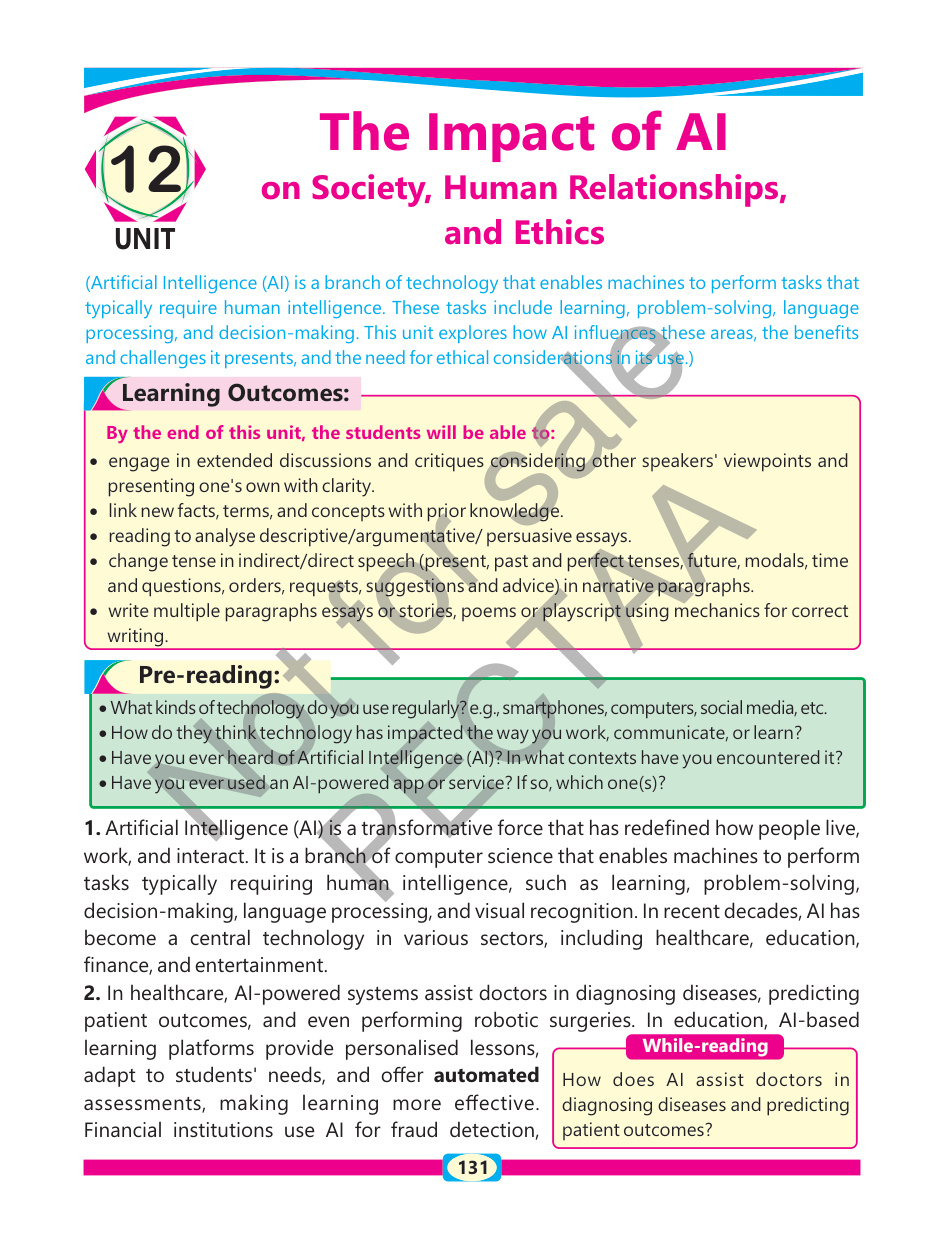 12
UNIT
The Impact of AI
on Society, Human Relationships,
and Ethics
(Artificial Intelligence (AI) is a branch of technology that enables machines to perform tasks that
typically require human intelligence. These tasks include learning, problem-solving, language
processing, and decision-making. This unit explores how AI influences these areas, the benefits
and challenges it presents, and the need for ethical considerations in its use.)
Learning Outcomes:
By the end of this unit, the students will be able to:
• engage in extended discussions and critiques considering other speakers' viewpoints and
presenting one's own with clarity.
• link new facts, terms, and concepts with prior knowledge.
• reading to analyse descriptive/argumentative/ persuasive essays.
• change tense in indirect/direct speech (present, past and perfect tenses, future, modals, time
and questions, orders, requests, suggestions and advice) in narrative paragraphs.
• write multiple paragraphs essays or stories, poems or playscript using mechanics for correct
writing.
Pre-reading:
• What kinds of technology do you use regularly? e.g., smartphones, computers, social media, etc.
• How do they think technology has impacted the way you work, communicate, or learn?
• Have you ever heard of Artificial Intelligence (AI)? In what contexts have you encountered it?
• Have you ever used an AI-powered app or service? If so, which one(s)?
1. Artificial Intelligence (AI) is a transformative force that has redefined how people live,
work, and interact. It is a branch of computer science that enables machines to perform
tasks typically requiring human intelligence, such as learning, problem-solving,
decision-making, language processing, and visual recognition. In recent decades, AI has
become a central technology in various sectors, including healthcare, education,
finance, and entertainment.
2. In healthcare, AI-powered systems assist doctors in diagnosing diseases, predicting
patient outcomes, and even performing robotic surgeries. In education, AI-based
learning platforms provide personalised lessons,
adapt to students' needs, and offer automated
assessments, making learning more effective.
Financial institutions use AI for fraud detection,
While-reading
How does AI assist doctors in
diagnosing diseases and predicting
patient outcomes?
131
Not for sale
PECTAA